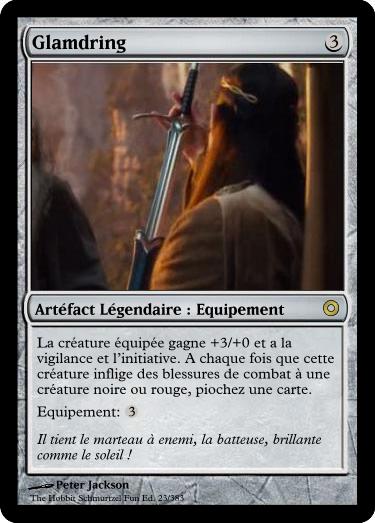 Glamdring 3
Artéfact Légendaire : Equipement
La créature équipée gagne +3/+0 et a la
vigilance et l'initiative. A chaque fois que cette
créature inflige des blessures de combat à une
créature noire ou rouge, piochez une carte.
Equipement: 3
Il tient le marteau à enemi, la batteuse, brillante
comme le soleil !
Peter Jackson
The Hobbit Schmurtzel Fun Ed. 23/383